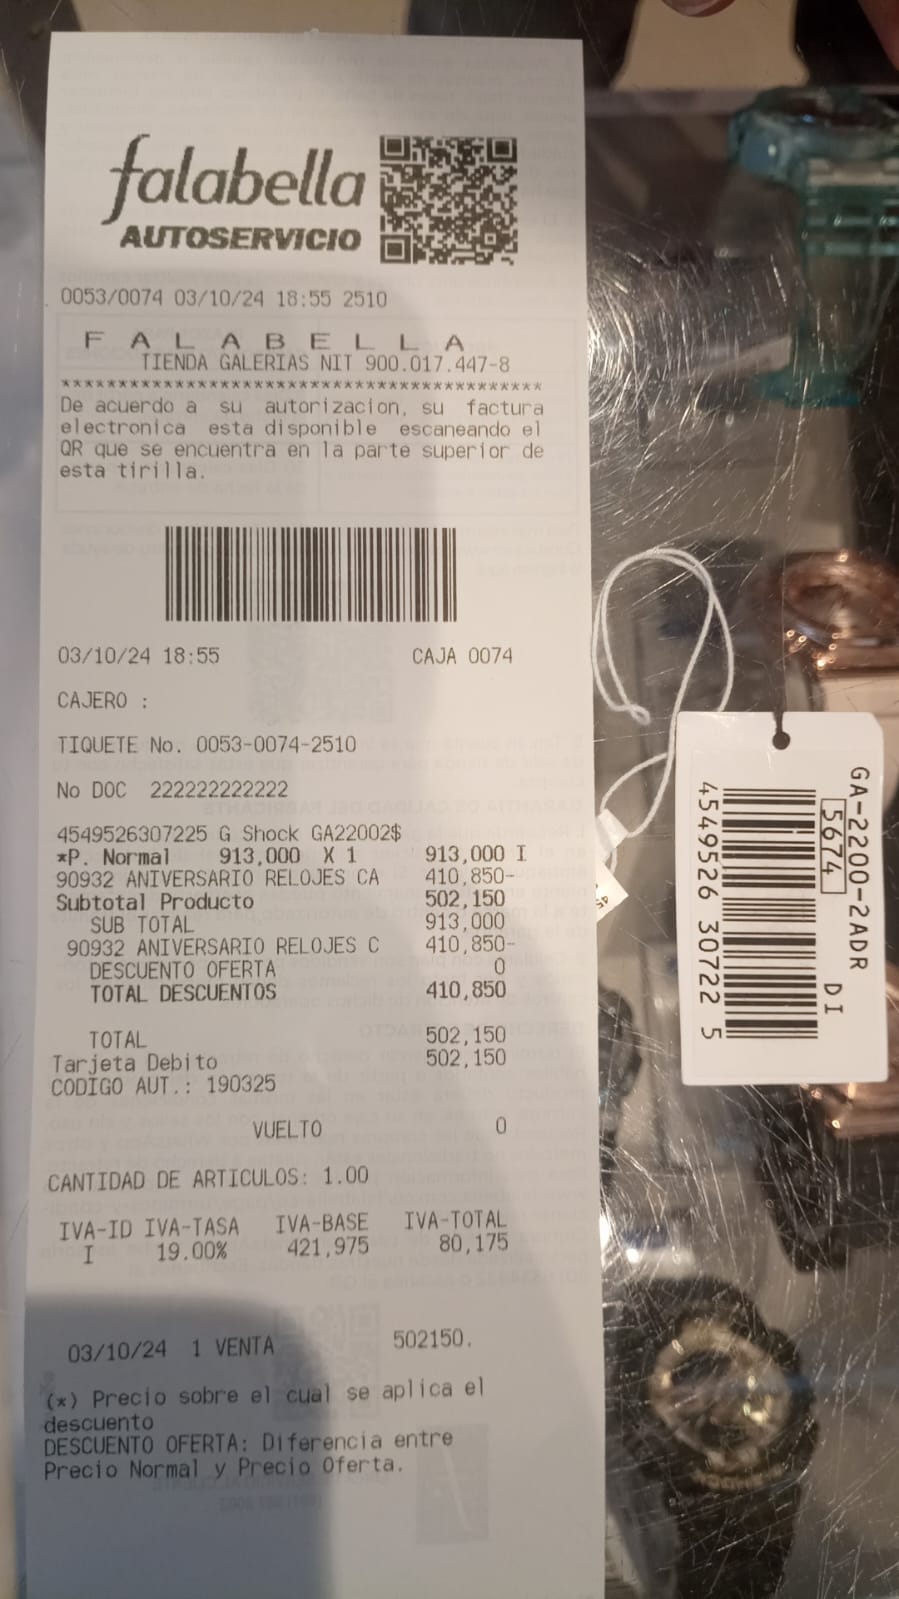 falabella
AUTOSERVICIO
0053/0074 03/10/24 18:55 2510
F A L A B E L L A
TIENDA GALERIAS NIT 900.017.447-8
******************************************
De acuerdo a su autorizacion, su factura
electronica esta disponible escaneando el
QR que se encuentra en la parte superior de
esta tirilla.
03/10/24 18:55 CAJA 0074
CAJERO :
TIQUETE No. 0053-0074-2510
No DOC 222222222222
4549526307225 G Shock GA22002$
*P. Normal 913,000 X 1 913,000 I
90932 ANIVERSARIO RELOJES CA 410,850-
Subtotal Producto 502,150
SUB TOTAL 913,000
90932 ANIVERSARIO RELOJES C 410,850-
DESCUENTO OFERTA 0
TOTAL DESCUENTOS 410,850
TOTAL 502,150
Tarjeta Debito 502,150
CODIGO AUT.: 190325
VUELTO 0
CANTIDAD DE ARTICULOS: 1.00
IVA-ID IVA-TASA IVA-BASE IVA-TOTAL
I 19.00% 421,975 80,175
03/10/24 1 VENTA 502150.
(*) Precio sobre el cual se aplica el
descuento
DESCUENTO OFERTA: Diferencia entre
Precio Normal y Precio Oferta.
GA-2200-2ADR
5674 DI
4549526 30722 5